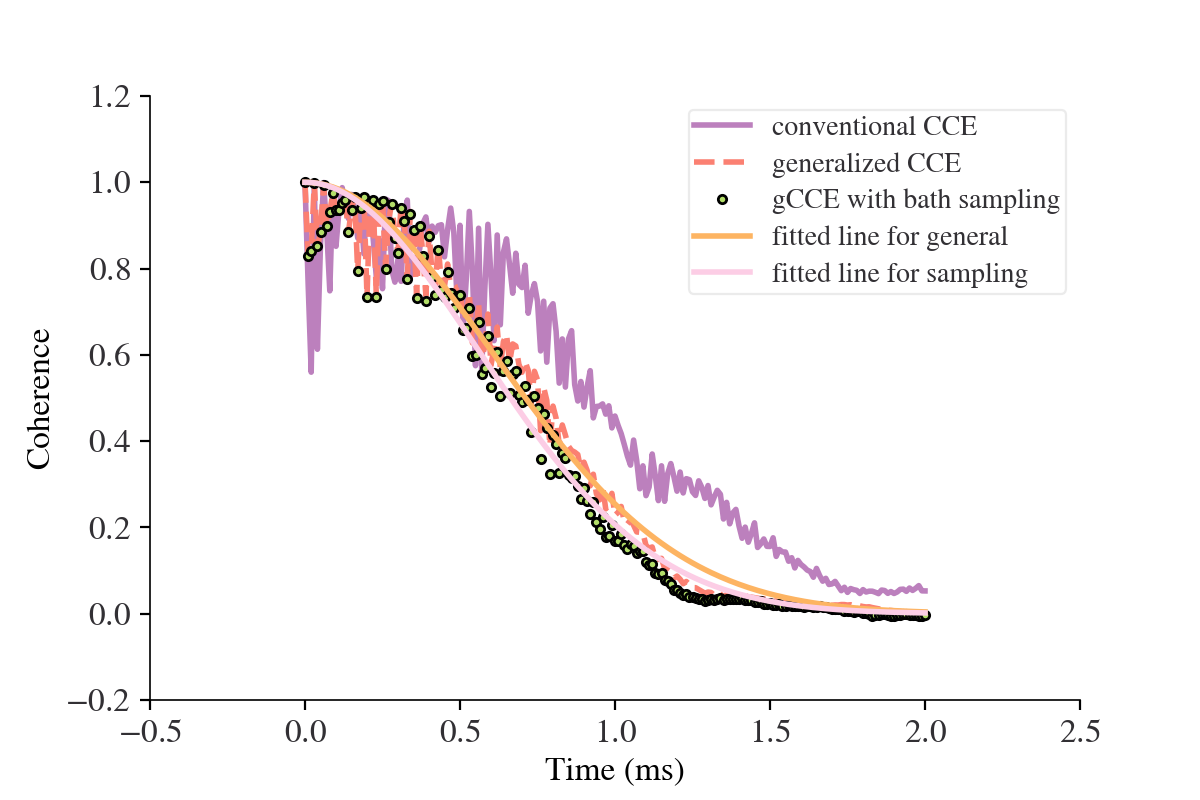 1.2
1.0
0.8
0.6
0.4
0.2
0.0
−0.2
Coherence
conventional CCE
generalized CCE
gCCE with bath sampling
fitted line for general
fitted line for sampling
−0.5 0.0 0.5 1.0 1.5 2.0 2.5
Time (ms)